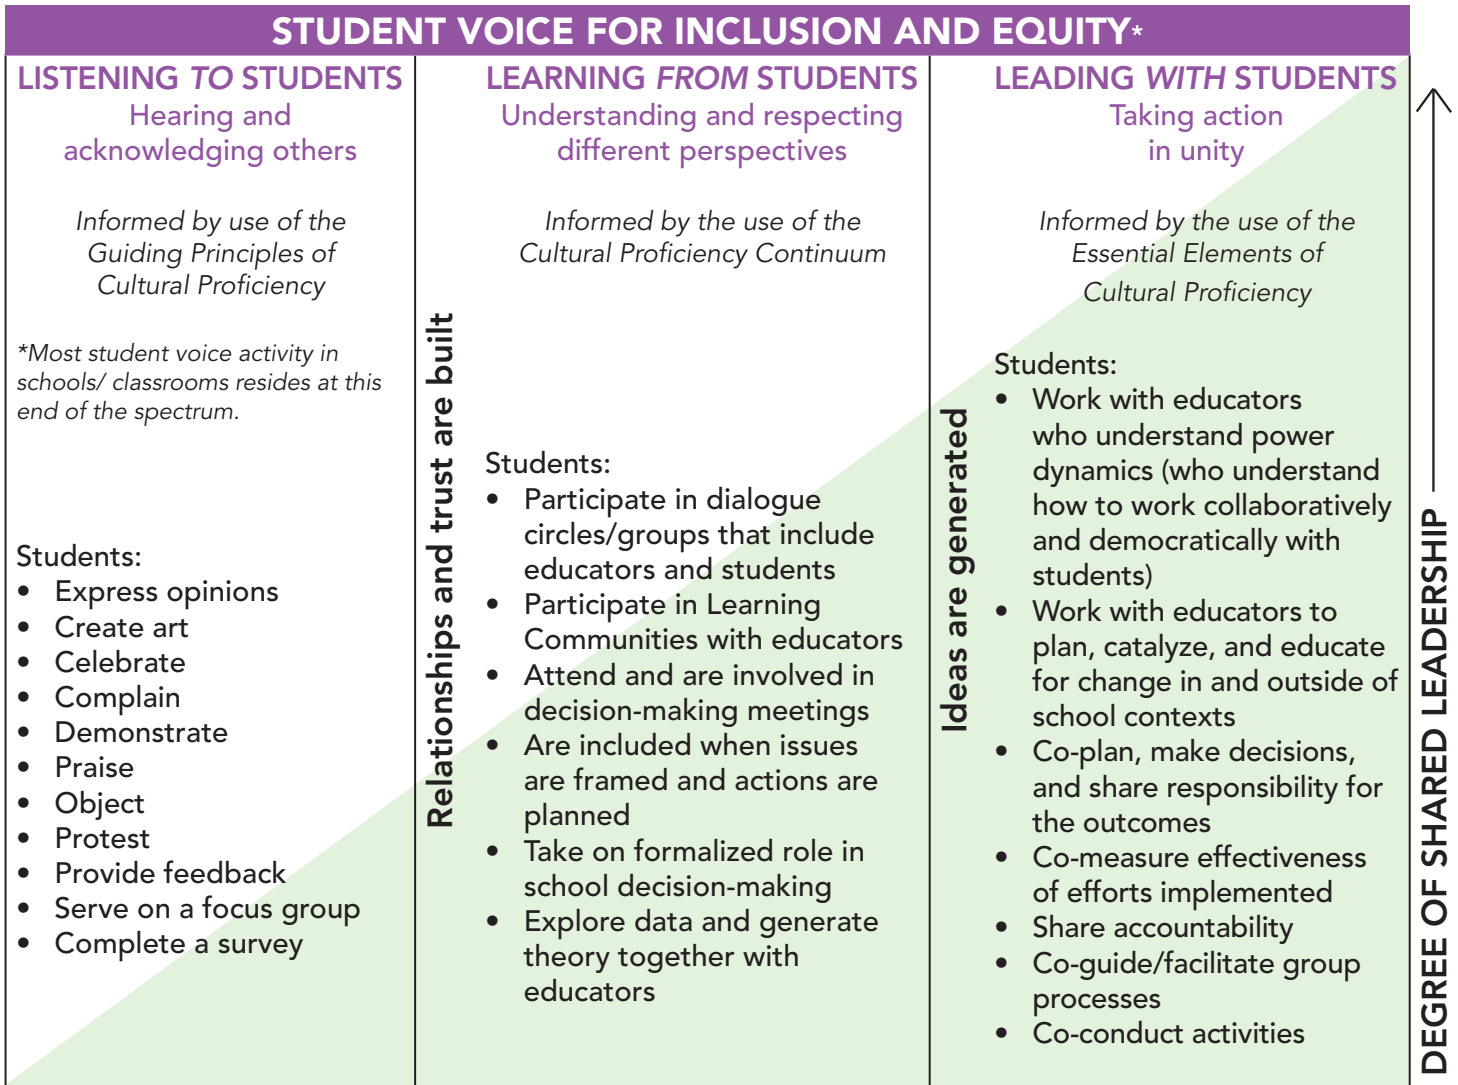 STUDENT VOICE FOR INCLUSION AND EQUITY*
LISTENING TO STUDENTS
Hearing and
acknowledging others
Informed by use of the
Guiding Principles of
Cultural Proficiency
*Most student voice activity in
schools/ classrooms resides at this
end of the spectrum.
Students:
• Express opinions
• Create art
• Celebrate
• Complain
• Demonstrate
• Praise
• Object
• Protest
• Provide feedback
• Serve on a focus group
• Complete a survey
Relationships and trust are built
LEARNING FROM STUDENTS
Understanding and respecting
different perspectives
Informed by the use of the
Cultural Proficiency Continuum
Students:
• Participate in dialogue
circles/groups that include
educators and students
• Participate in Learning
Communities with educators
• Attend and are involved in
decision-making meetings
• Are included when issues
are framed and actions are
planned
• Take on formalized role in
school decision-making
• Explore data and generate
theory together with
educators
Ideas are generated
LEADING WITH STUDENTS
Taking action
in unity
Informed by the use of the
Essential Elements of
Cultural Proficiency
Students:
• Work with educators
who understand power
dynamics (who understand
how to work collaboratively
and democratically with
students)
• Work with educators to
plan, catalyze, and educate
for change in and outside of
school contexts
• Co-plan, make decisions,
and share responsibility for
the outcomes
• Co-measure effectiveness
of efforts implemented
• Share accountability
• Co-guide/facilitate group
processes
• Co-conduct activities
DEGREE OF SHARED LEADERSHIP